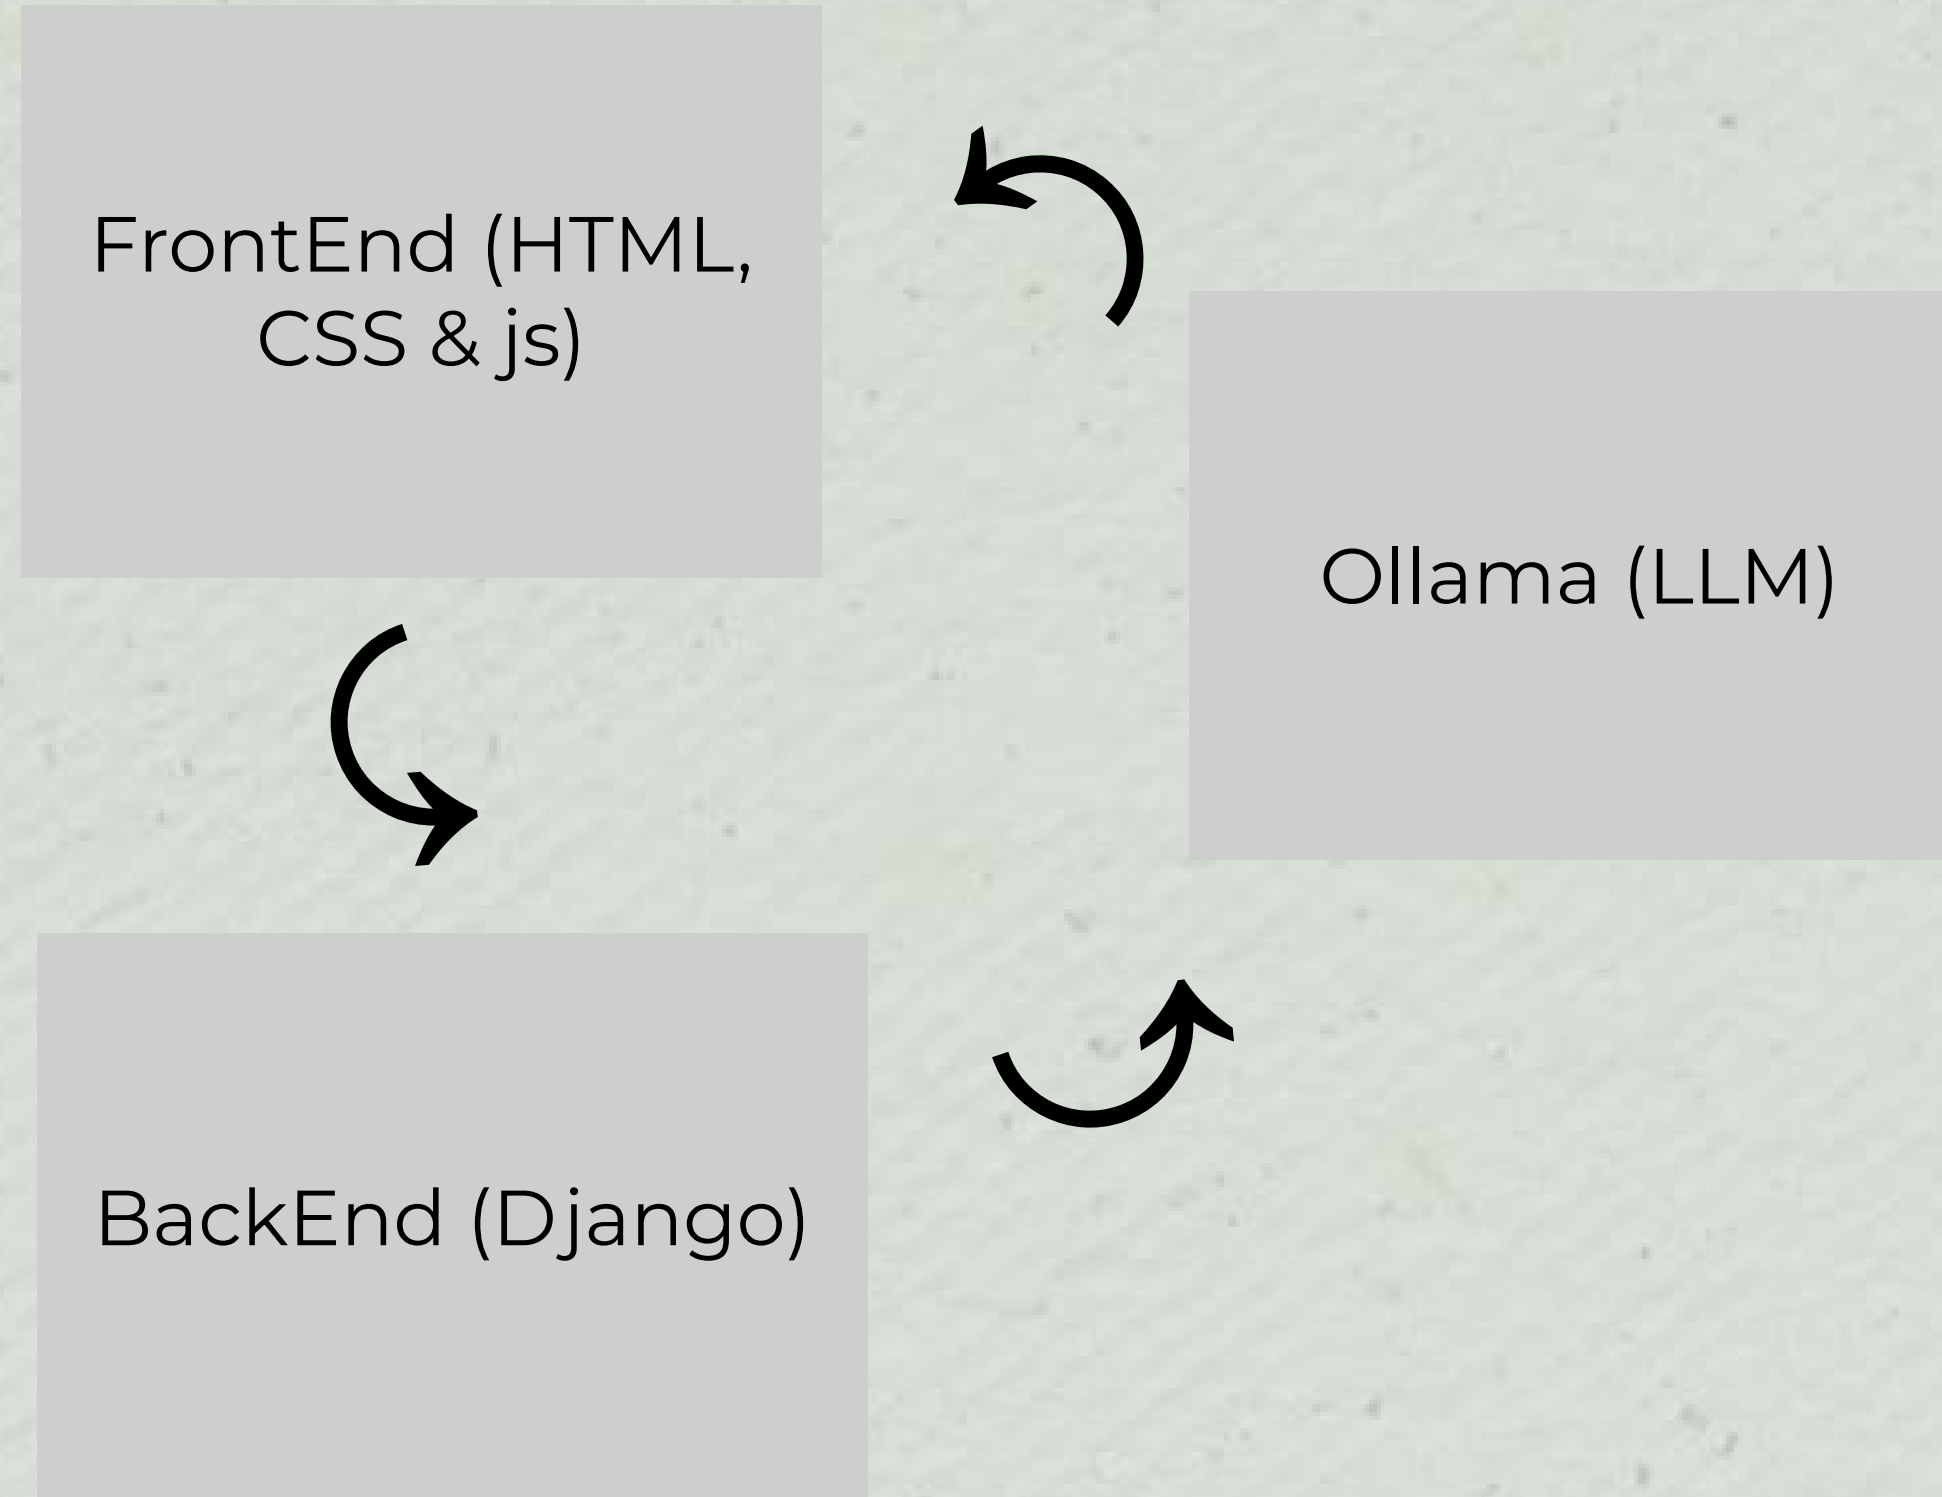 FrontEnd (HTML,
CSS & js)
Ollama (LLM)
BackEnd (Django)